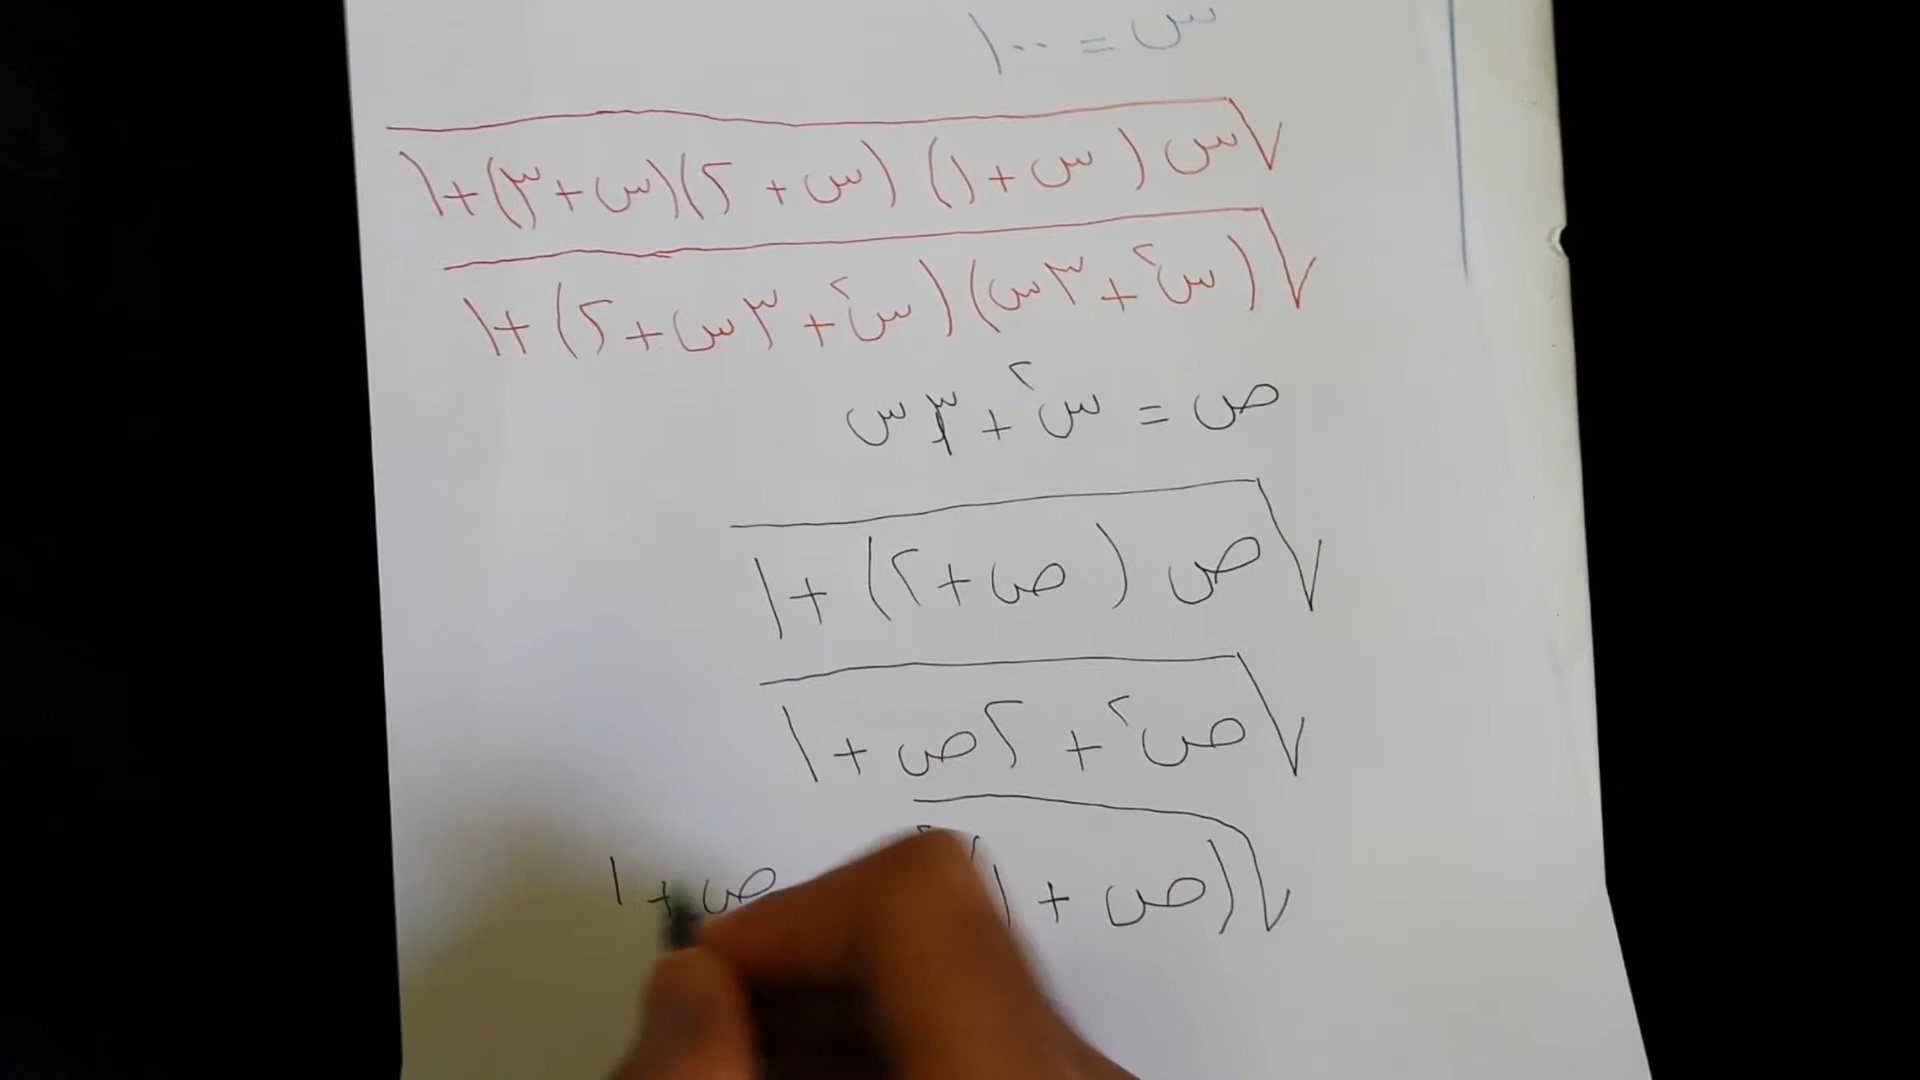 س = ١٠٠
√س (س + ١) (س + ٢)(س + ٣) + ١
√(س٢ + ٣س) (س٢ + ٣س + ٢) + ١
ص = س٢ + ٣س
√ص (ص + ٢) + ١
√ص٢ + ٢ص + ١
√(ص + ١ ص + ١